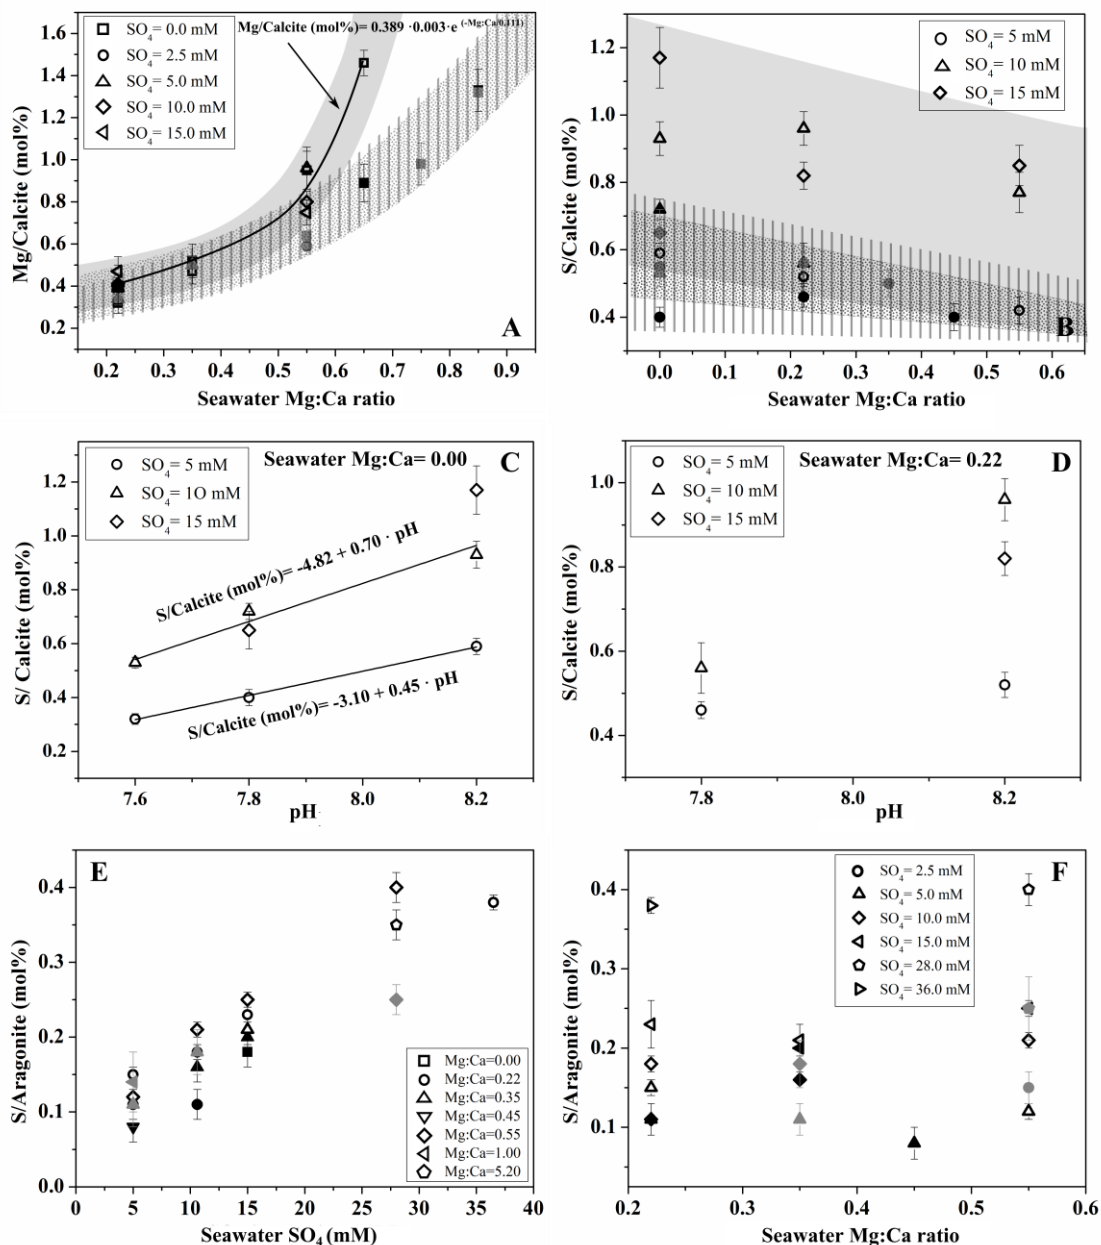 Mg/Calcite (mol%)= 0.389 ·0.003·e (-Mg:Ca/0.111)
SO4= 0.0 mM
SO4= 2.5 mM
SO4= 5.0 mM
SO4= 10.0 mM
SO4= 15.0 mM
1.6
1.4
1.2
1.0
0.8
0.6
0.4
0.2
Mg/Calcite (mol%)
A
0.2 0.3 0.4 0.5 0.6 0.7 0.8 0.9
Seawater Mg:Ca ratio
SO4= 5 mM
SO4= 10 mM
SO4= 15 mM
1.2
1.0
0.8
0.6
0.4
S/Calcite (mol%)
B
0.0 0.1 0.2 0.3 0.4 0.5 0.6
Seawater Mg:Ca ratio
SO4= 5 mM
SO4= 1O mM
SO4= 15 mM
Seawater Mg:Ca= 0.00
C
1.2
1.0
0.8
0.6
0.4
0.2
S/ Calcite (mol%)
S/Calcite (mol%)= -4.82 + 0.70 · pH
S/Calcite (mol%)= -3.10 + 0.45 · pH
7.6 7.8 8.0 8.2
pH
SO4= 5 mM
SO4= 10 mM
SO4= 15 mM
Seawater Mg:Ca= 0.22
D
1.0
0.8
0.6
0.4
S/Calcite (mol%)
7.8 8.0 8.2
pH
E
0.4
0.3
0.2
0.1
0.0
S/Aragonite (mol%)
Mg:Ca=0.00
Mg:Ca=0.22
Mg:Ca=0.35
Mg:Ca=0.45
Mg:Ca=0.55
Mg:Ca=1.00
Mg:Ca=5.20
0 5 10 15 20 25 30 35 40
Seawater SO4 (mM)
SO4= 2.5 mM
SO4= 5.0 mM
SO4= 10.0 mM
SO4= 15.0 mM
SO4= 28.0 mM
SO4= 36.0 mM
F
0.4
0.3
0.2
0.1
S/Aragonite (mol%)
0.2 0.3 0.4 0.5 0.6
Seawater Mg:Ca ratio